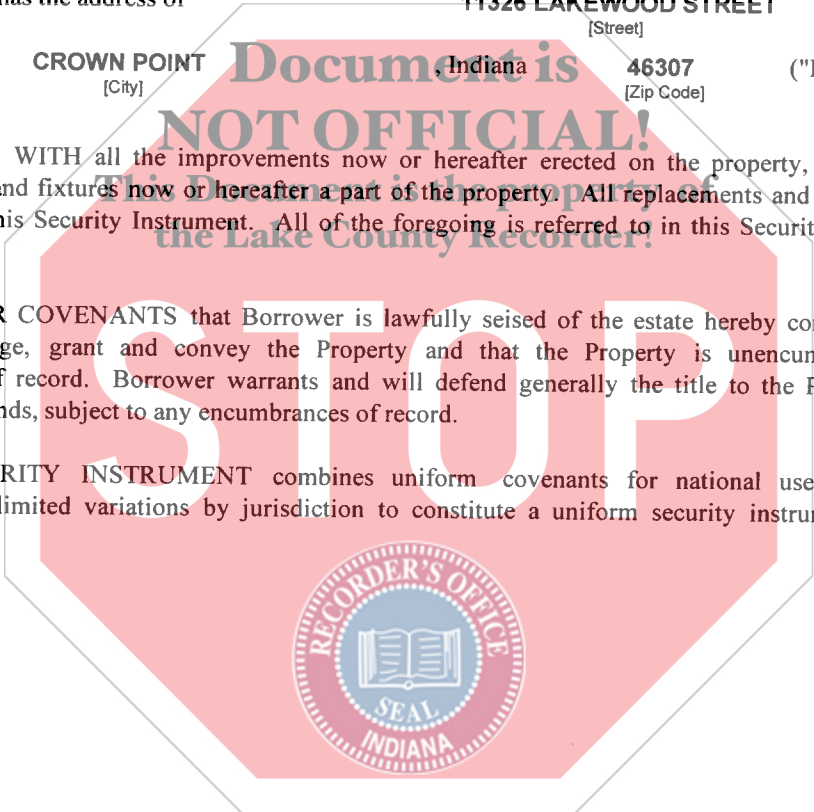 has the address of 11326 LAKEWOOD STREET
[Street]
CROWN POINT , Indiana 46307 ("
[City] [Zip Code]
Document is
NOT OFFICIAL!
WITH all the improvements now or hereafter erected on the property,
and fixtures now or hereafter a part of the property. All replacements and
This Document is the property of
this Security Instrument. All of the foregoing is referred to in this Securit
the Lake County Recorder!
R COVENANTS that Borrower is lawfully seised of the estate hereby co
ge, grant and convey the Property and that the Property is unencun
f record. Borrower warrants and will defend generally the title to the P
nds, subject to any encumbrances of record.
STOP
RITY INSTRUMENT combines uniform covenants for national use
limited variations by jurisdiction to constitute a uniform security instrum
RECORDER'S OFFICE
SEAL
INDIANA